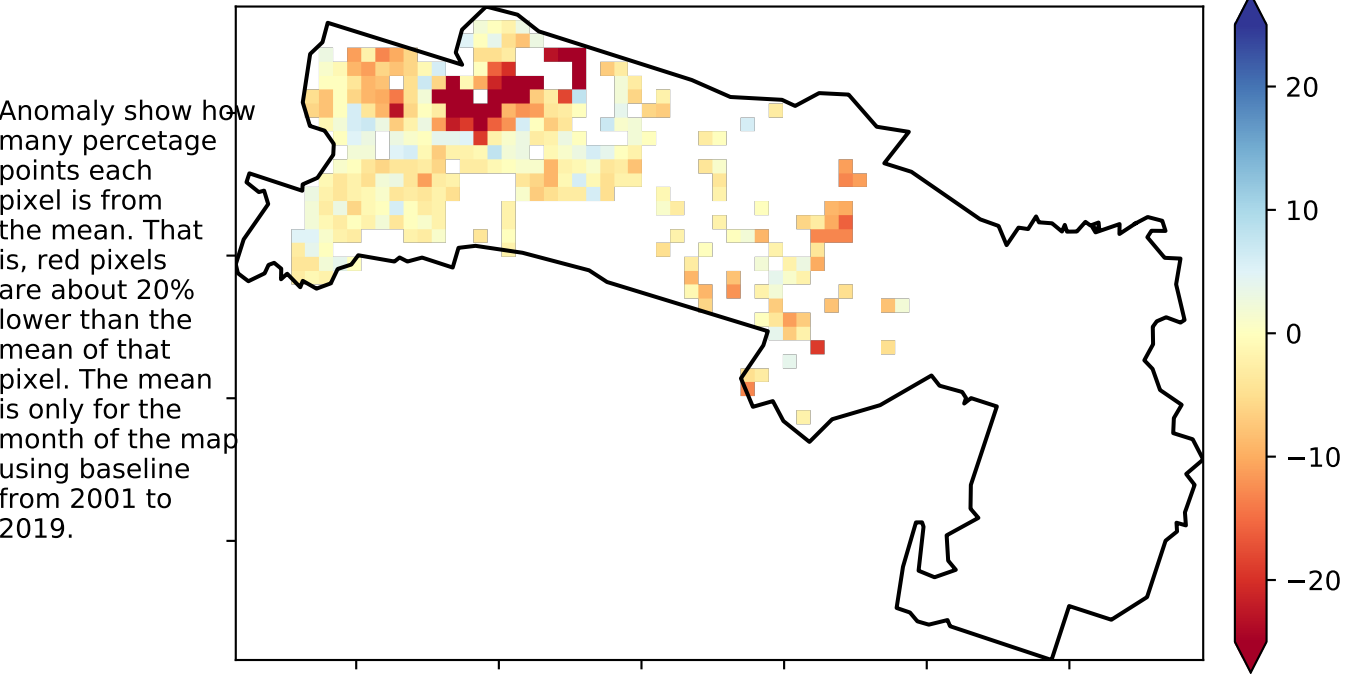 Anomaly show how
many percetage
points each
pixel is from
the mean. That
is, red pixels
are about 20%
lower than the
mean of that
pixel. The mean
is only for the
month of the map
using baseline
from 2001 to
2019.
20
10
0
−10
−20